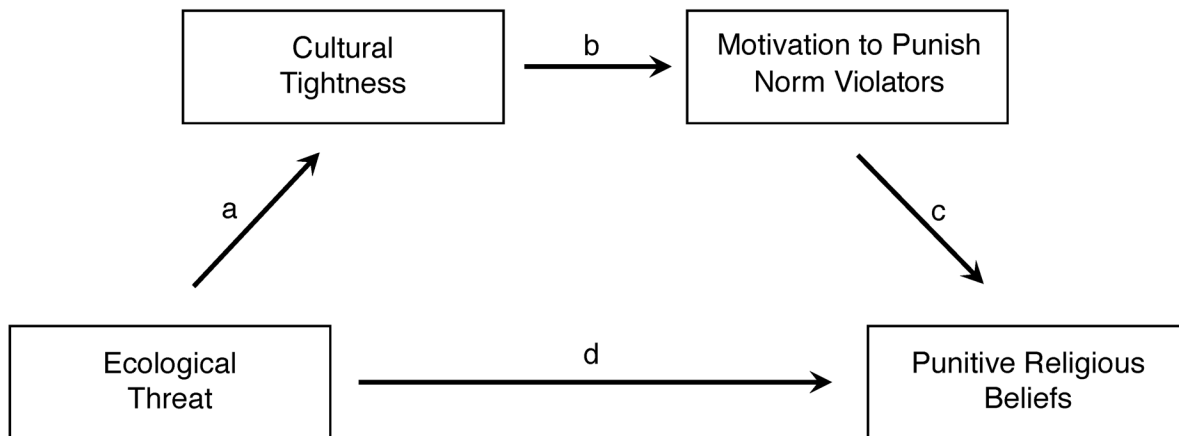 Cultural
Tightness
b
Motivation to Punish
Norm Violators
a
c
Ecological
Threat
d
Punitive Religious
Beliefs